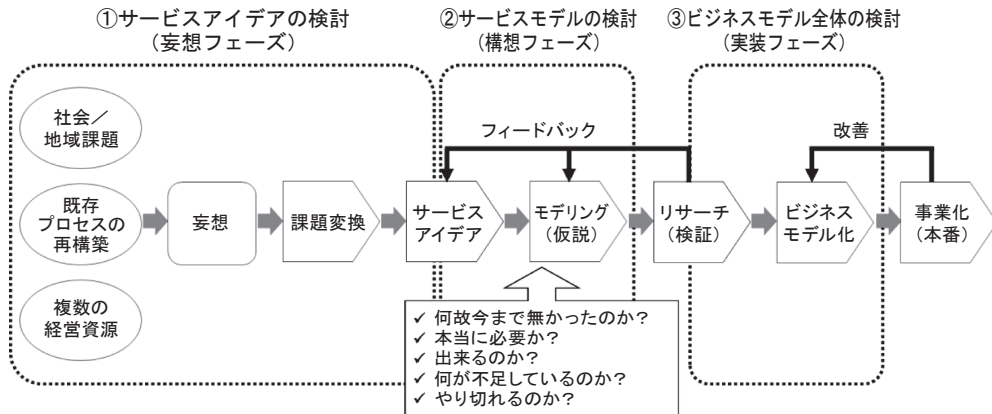 ①サービスアイデアの検討
（妄想フェーズ）
②サービスモデルの検討
（構想フェーズ）
③ビジネスモデル全体の検討
（実装フェーズ）
社会／
地域課題
既存
プロセスの
再構築
複数の
経営資源
妄想
課題変換
フィードバック
サービス
アイデア
モデリング
（仮説）
リサーチ
（検証）
改善
ビジネス
モデル化
事業化
（本番）
✓ 何故今まで無かったのか？
✓ 本当に必要か？
✓ 出来るのか？
✓ 何が不足しているのか？
✓ やり切れるのか？